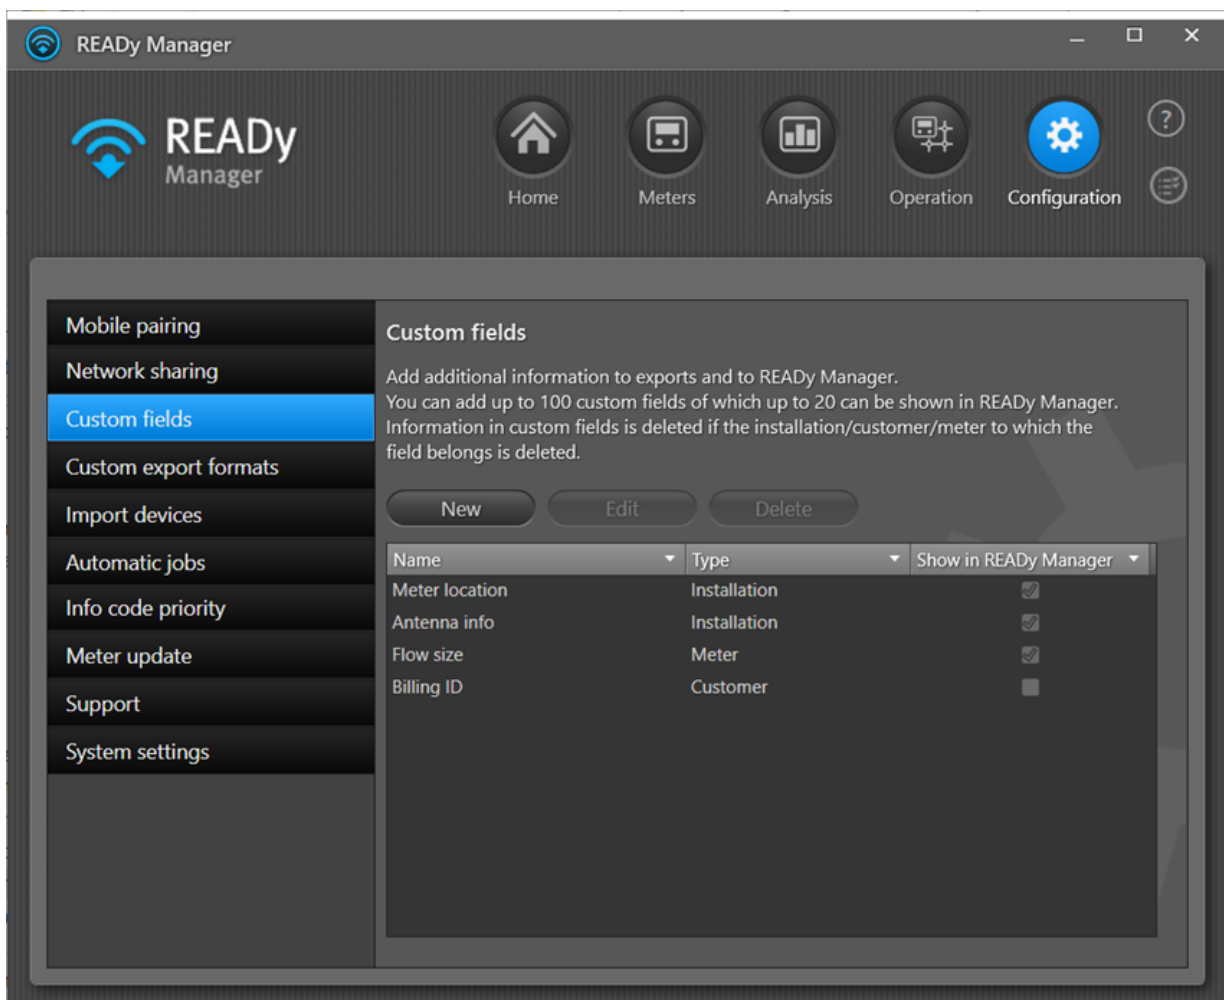 READy Manager
READy
Manager
Home
Meters
Analysis
Operation
Configuration
?
Mobile pairing
Network sharing
Custom fields
Custom export formats
Import devices
Automatic jobs
Info code priority
Meter update
Support
System settings
Custom fields
Add additional information to exports and to READy Manager.
You can add up to 100 custom fields of which up to 20 can be shown in READy Manager.
Information in custom fields is deleted if the installation/customer/meter to which the
field belongs is deleted.
New Edit Delete
Name Type Show in READy Manager
Meter location Installation
Antenna info Installation
Flow size Meter
Billing ID Customer